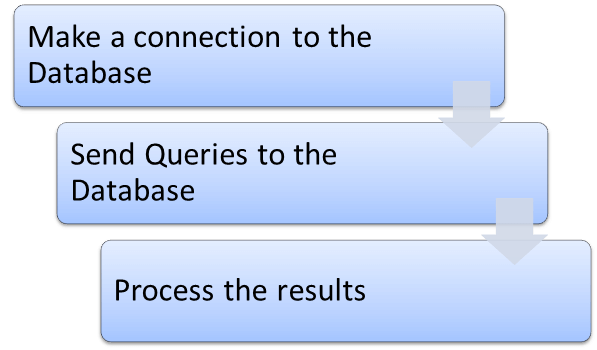 Make a connection to the
Database
Send Queries to the
Database
Process the results